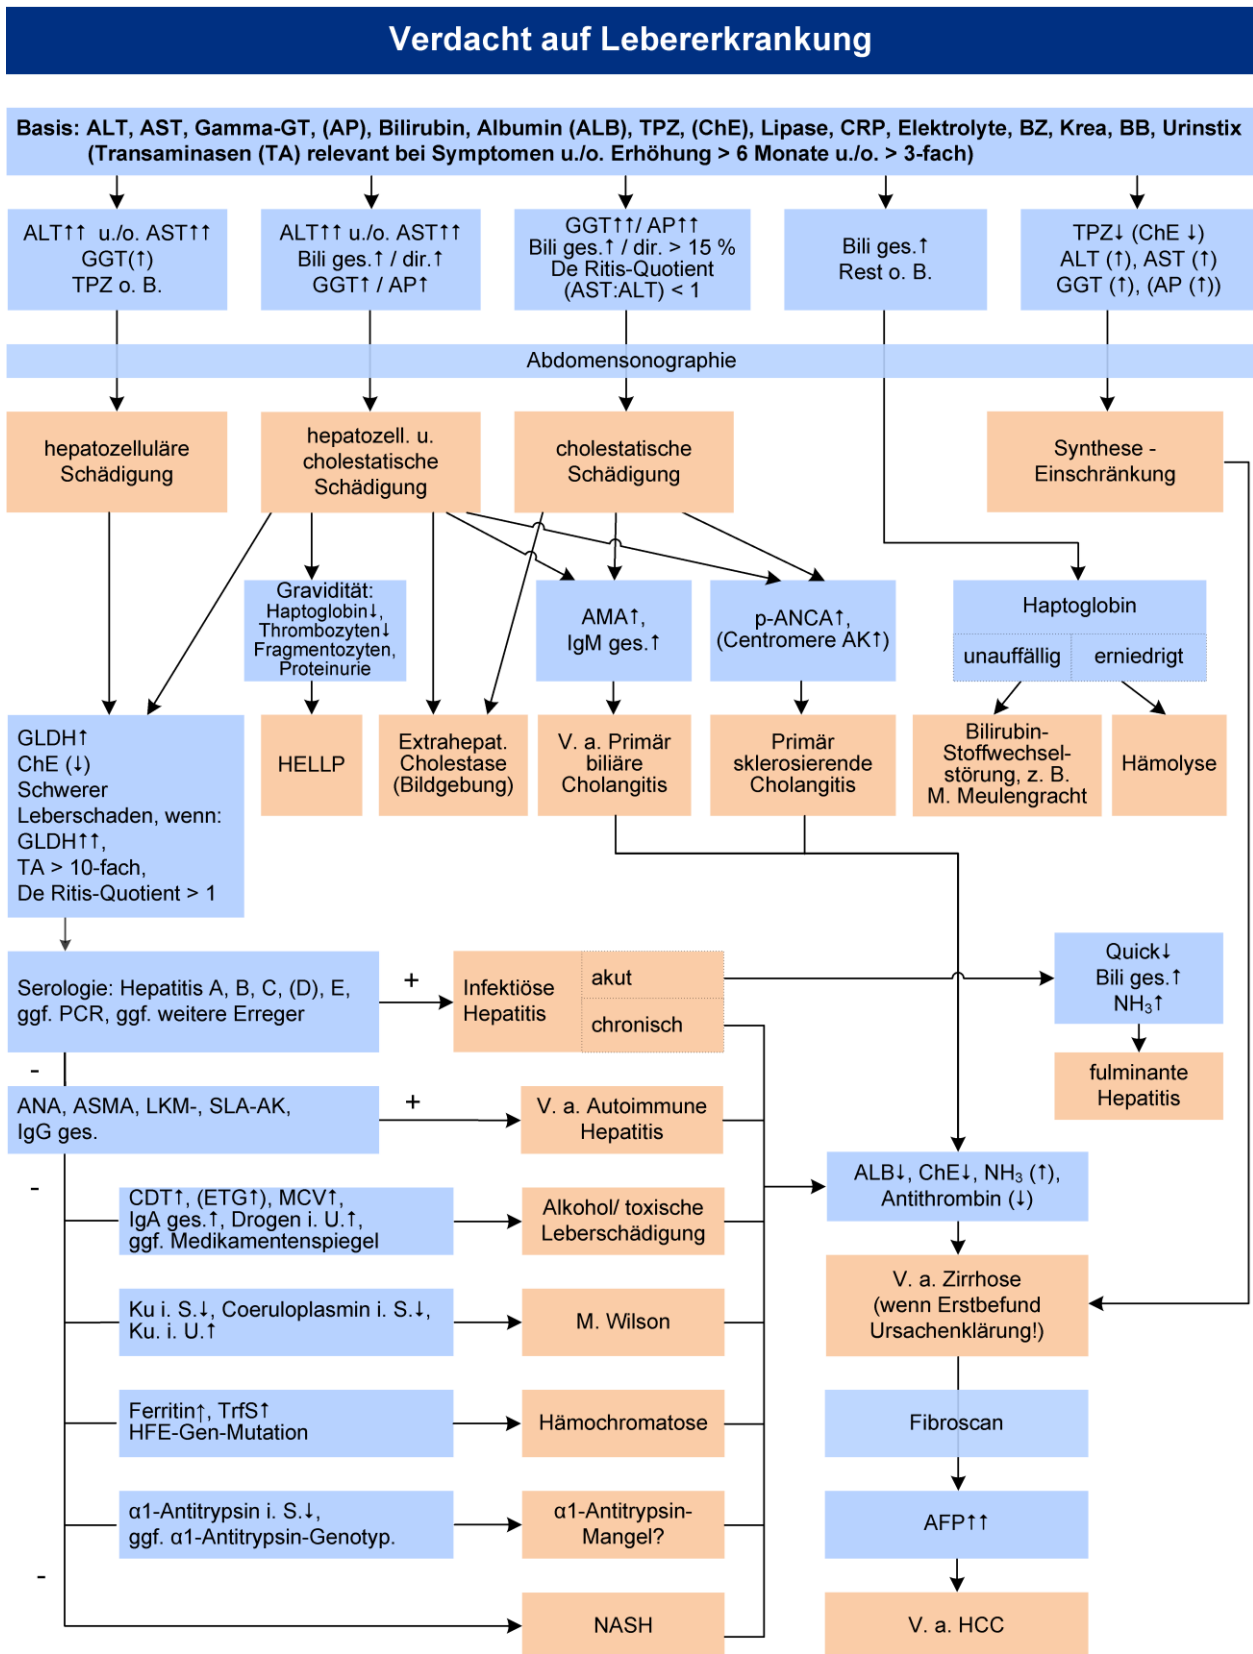 Verdacht auf Lebererkrankung
Basis: ALT, AST, Gamma-GT, (AP), Bilirubin, Albumin (ALB), TPZ, (ChE), Lipase, CRP, Elektrolyte, BZ, Krea, BB, Urinstix
(Transaminasen (TA) relevant bei Symptomen u./o. Erhöhung > 6 Monate u./o. > 3-fach)
ALT↑↑ u./o. AST↑↑
GGT(↑)
TPZ o. B.
ALT↑↑ u./o. AST↑↑
Bili ges.↑ / dir.↑
GGT↑ / AP↑
GGT↑↑/ AP↑↑
Bili ges.↑ / dir. > 15 %
De Ritis-Quotient
(AST:ALT) < 1
Bili ges.↑
Rest o. B.
TPZ↓ (ChE ↓)
ALT (↑), AST (↑)
GGT (↑), (AP (↑))
Abdomensonographie
hepatozelluläre
Schädigung
hepatozell. u.
cholestatische
Schädigung
cholestatische
Schädigung
Synthese -
Einschränkung
Gravidität:
Haptoglobin↓,
Thrombozyten↓
Fragmentozyten,
Proteinurie
AMA↑,
IgM ges.↑
p-ANCA↑,
(Centromere AK↑)
Haptoglobin
unauffällig
erniedrigt
GLDH↑
ChE (↓)
Schwerer
Leberschaden, wenn:
GLDH↑↑,
TA > 10-fach,
De Ritis-Quotient > 1
HELLP
Extrahepat.
Cholestase
(Bildgebung)
V. a. Primär
biliäre
Cholangitis
Primär
sklerosierende
Cholangitis
Bilirubin-
Stoffwechsel-
störung, z. B.
M. Meulengracht
Hämolyse
Serologie: Hepatitis A, B, C, (D), E,
ggf. PCR, ggf. weitere Erreger
+
Infektiöse
Hepatitis
akut
chronisch
Quick↓
Bili ges.↑
NH₃↑
fulminante
Hepatitis
-
ANA, ASMA, LKM-, SLA-AK,
IgG ges.
+
V. a. Autoimmune
Hepatitis
ALB↓, ChE↓, NH₃ (↑),
Antithrombin (↓)
-
CDT↑, (ETG↑), MCV↑,
IgA ges.↑, Drogen i. U.↑,
ggf. Medikamentenspiegel
Alkohol/ toxische
Leberschädigung
V. a. Zirrhose
(wenn Erstbefund
Ursachenklärung!)
Ku i. S.↓, Coeruloplasmin i. S.↓,
Ku. i. U.↑
M. Wilson
Ferritin↑, TrfS↑
HFE-Gen-Mutation
Hämochromatose
Fibroscan
α1-Antitrypsin i. S.↓,
ggf. α1-Antitrypsin-Genotyp.
α1-Antitrypsin-
Mangel?
AFP↑↑
-
NASH
V. a. HCC